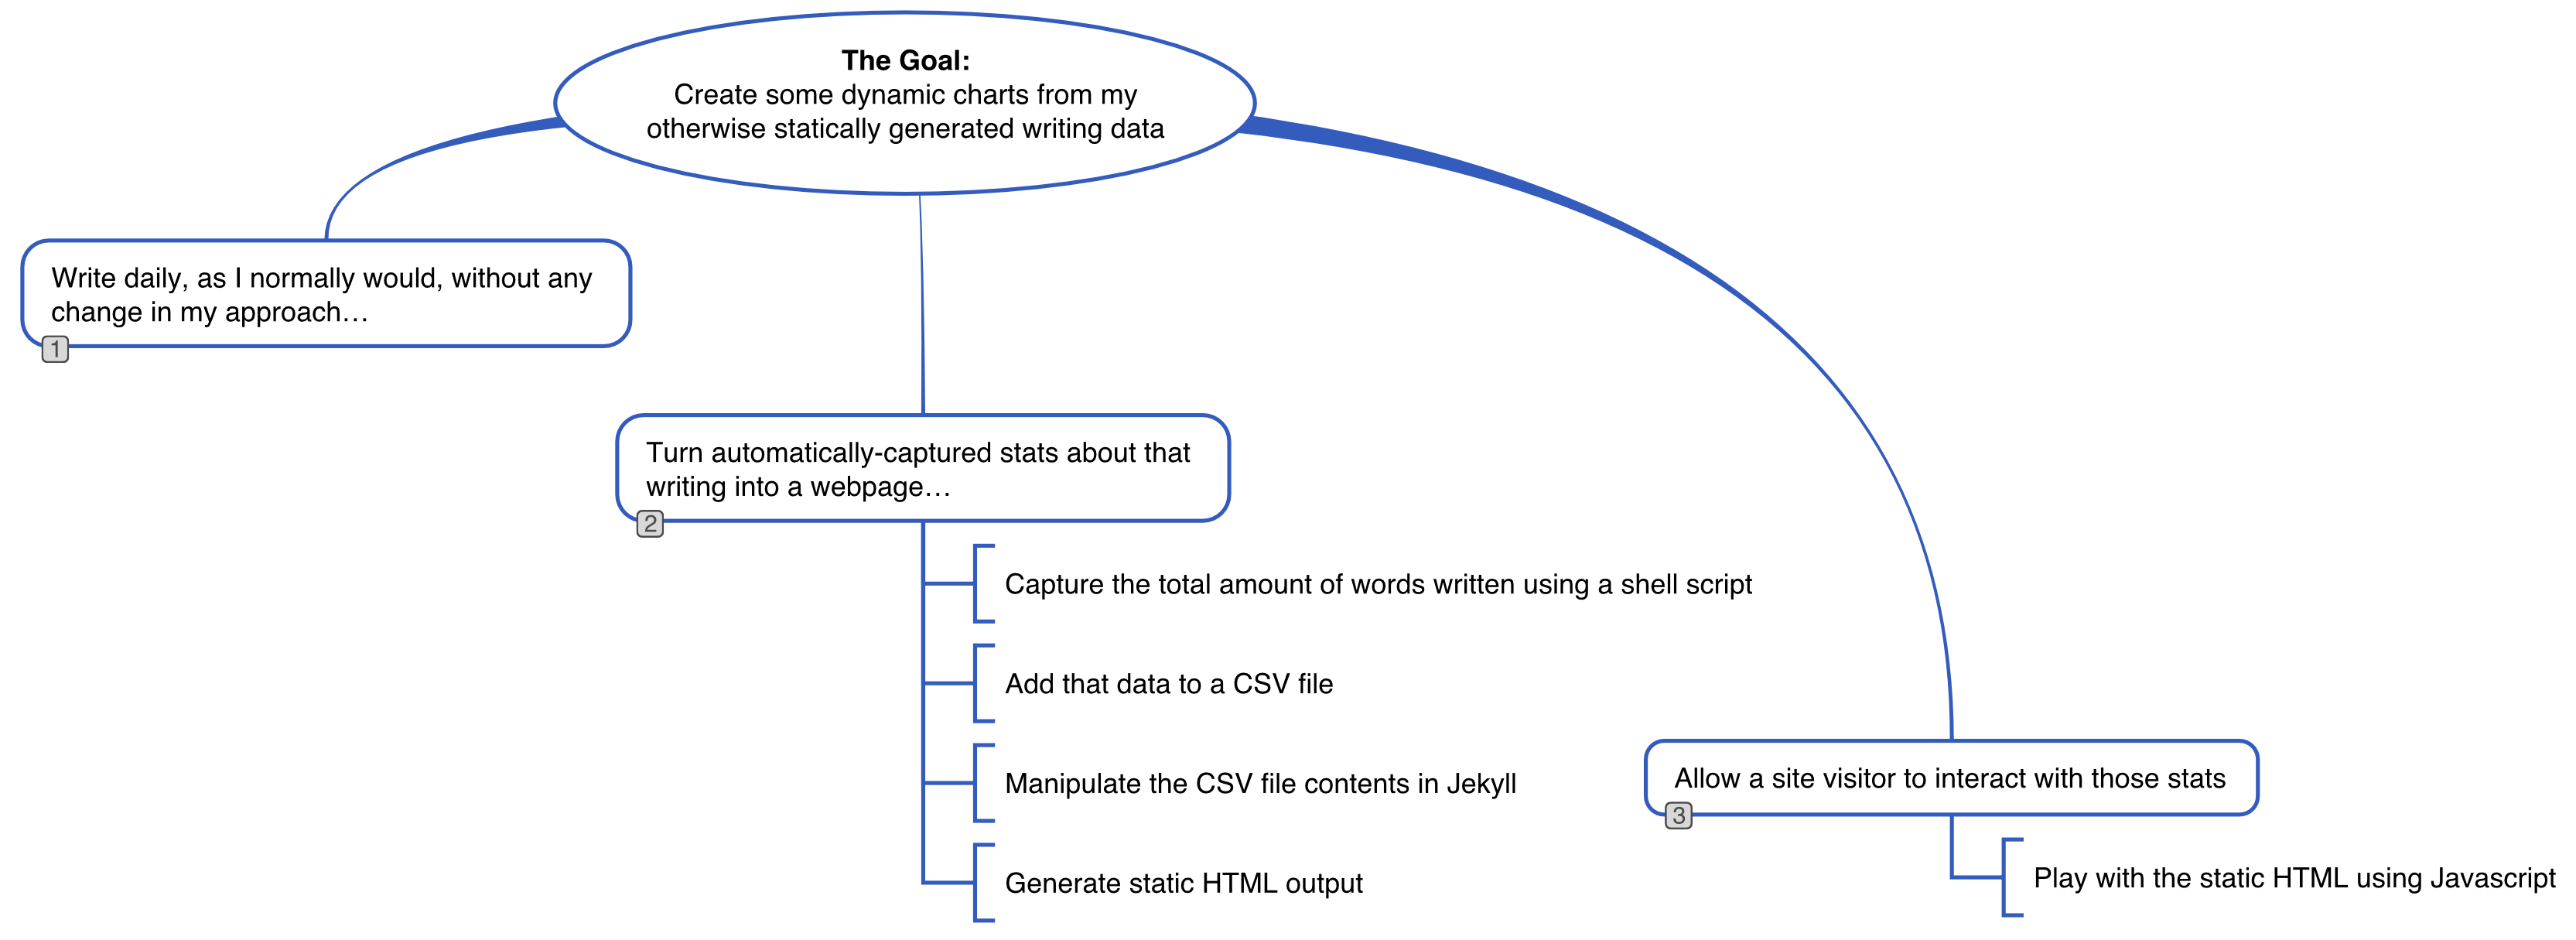 The Goal:
Create some dynamic charts from my
otherwise statically generated writing data
Write daily, as I normally would, without any
change in my approach…
1
Turn automatically-captured stats about that
writing into a webpage…
2
Capture the total amount of words written using a shell script
Add that data to a CSV file
Manipulate the CSV file contents in Jekyll
Generate static HTML output
Allow a site visitor to interact with those stats
3
Play with the static HTML using Javascript